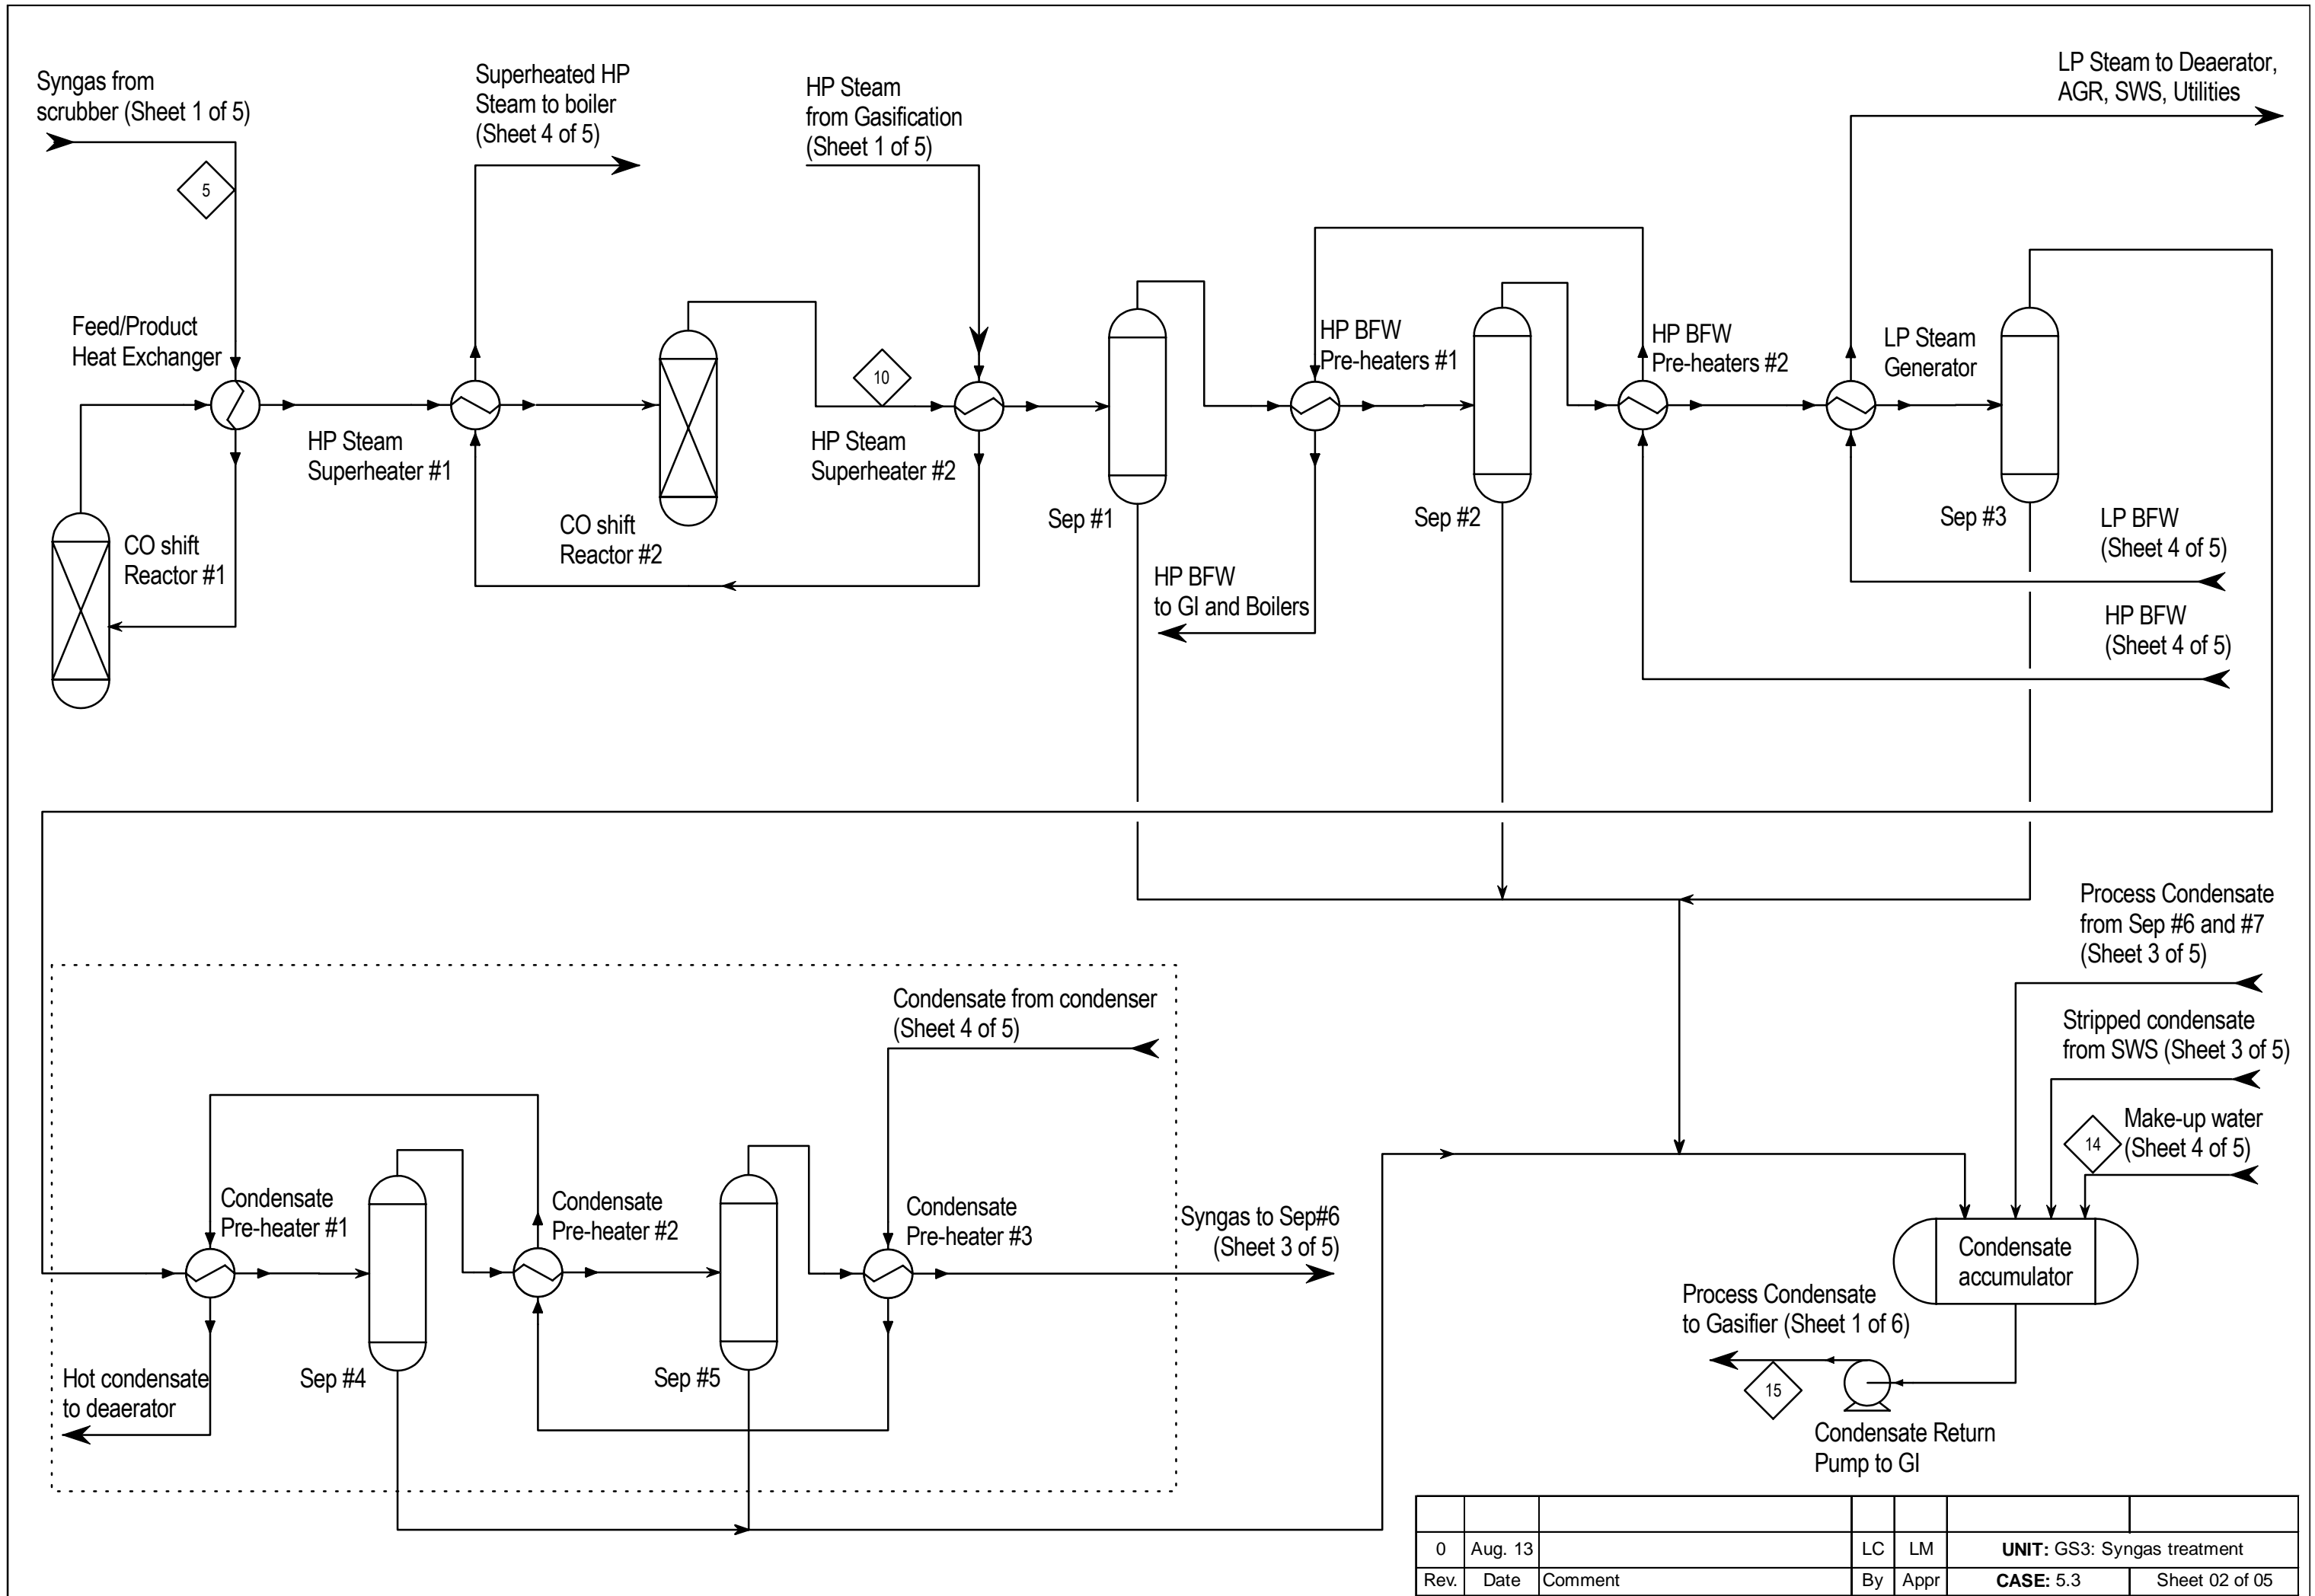 Syngas from
scrubber (Sheet 1 of 5)
5
Superheated HP
Steam to boiler
(Sheet 4 of 5)
HP Steam
from Gasification
(Sheet 1 of 5)
LP Steam to Deaerator,
AGR, SWS, Utilities
Feed/Product
Heat Exchanger
HP Steam
Superheater #1
CO shift
Reactor #1
CO shift
Reactor #2
10
HP Steam
Superheater #2
Sep #1
HP BFW
Pre-heaters #1
HP BFW
to GI and Boilers
Sep #2
HP BFW
Pre-heaters #2
LP Steam
Generator
Sep #3
LP BFW
(Sheet 4 of 5)
HP BFW
(Sheet 4 of 5)
Process Condensate
from Sep #6 and #7
(Sheet 3 of 5)
Stripped condensate
from SWS (Sheet 3 of 5)
Make-up water
(Sheet 4 of 5)
14
Condensate from condenser
(Sheet 4 of 5)
Condensate
Pre-heater #1
Condensate
Pre-heater #2
Condensate
Pre-heater #3
Syngas to Sep#6
(Sheet 3 of 5)
Hot condensate
to deaerator
Sep #4
Sep #5
Condensate
accumulator
Process Condensate
to Gasifier (Sheet 1 of 6)
15
Condensate Return
Pump to GI
0 Aug. 13 LC LM UNIT: GS3: Syngas treatment
Rev. Date Comment By Appr CASE: 5.3 Sheet 02 of 05